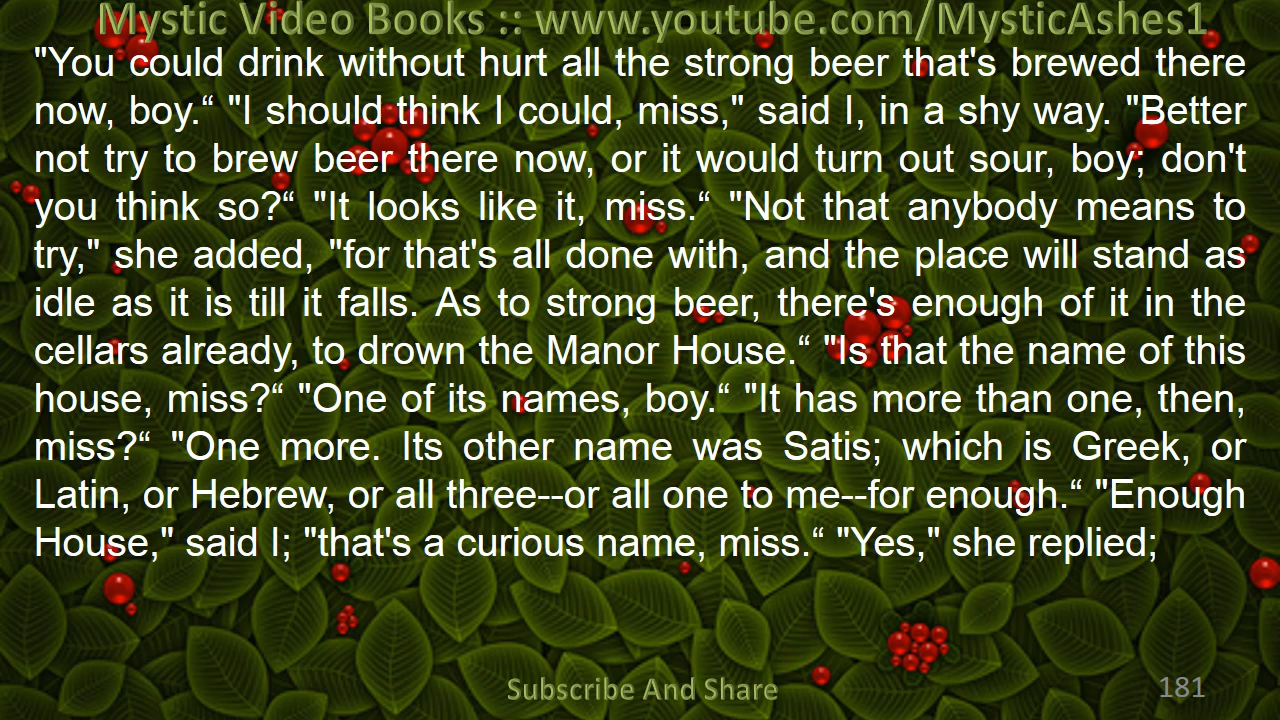 Mystic Video Books :: www.youtube.com/MysticAshes1
"You could drink without hurt all the strong beer that's brewed there
now, boy.“ "I should think I could, miss," said I, in a shy way. "Better
not try to brew beer there now, or it would turn out sour, boy; don't
you think so?“ "It looks like it, miss.“ "Not that anybody means to
try," she added, "for that's all done with, and the place will stand as
idle as it is till it falls. As to strong beer, there's enough of it in the
cellars already, to drown the Manor House.“ "Is that the name of this
house, miss?“ "One of its names, boy.“ "It has more than one, then,
miss?“ "One more. Its other name was Satis; which is Greek, or
Latin, or Hebrew, or all three--or all one to me--for enough.“ "Enough
House," said I; "that's a curious name, miss.“ "Yes," she replied;
Subscribe And Share
181